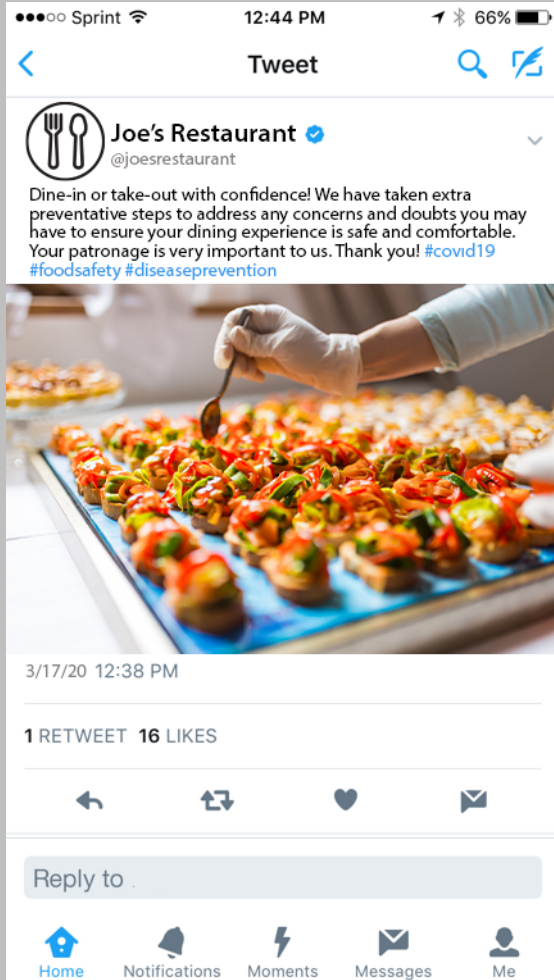 Sprint 12:44 PM 66%
Tweet
Joe's Restaurant
@joesrestaurant
Dine-in or take-out with confidence! We have taken extra
preventative steps to address any concerns and doubts you may
have to ensure your dining experience is safe and comfortable.
Your patronage is very important to us. Thank you! #covid19
#foodsafety #diseaseprevention
3/17/20 12:38 PM
1 RETWEET 16 LIKES
Reply to .
Home Notifications Moments Messages Me